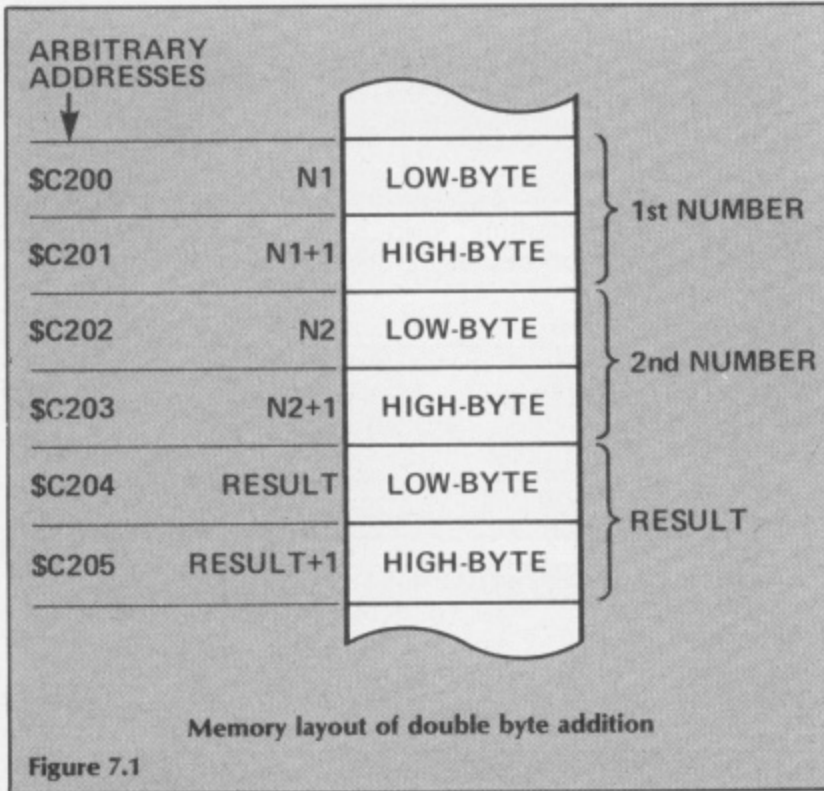 ARBITRARY
ADDRESSES
$C200 N1 LOW-BYTE
1st NUMBER
$C201 N1+1 HIGH-BYTE
$C202 N2 LOW-BYTE
2nd NUMBER
$C203 N2+1 HIGH-BYTE
$C204 RESULT LOW-BYTE
RESULT
$C205 RESULT+1 HIGH-BYTE
Memory layout of double byte addition
Figure 7.1